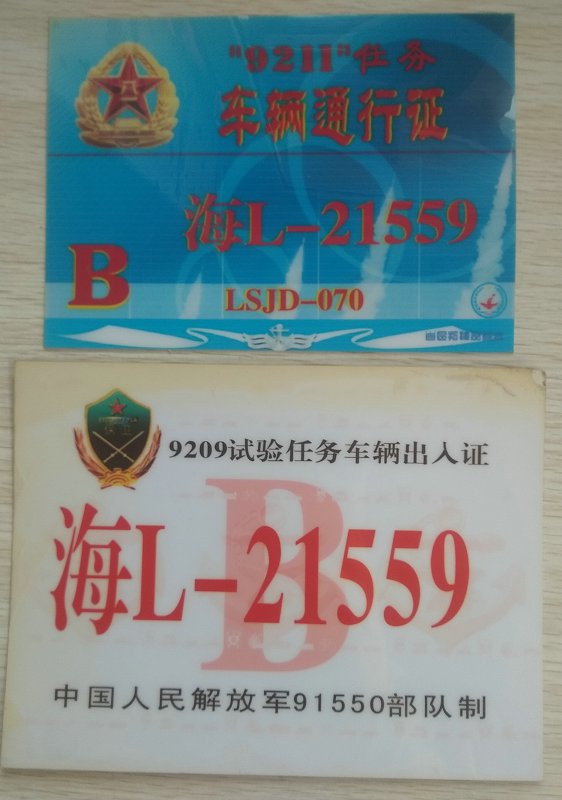 "9211"任务
车辆通行证
海L-21559
B
LSJD-070
9209试验任务车辆出入证
海L-21559
B
中国人民解放军91550部队制